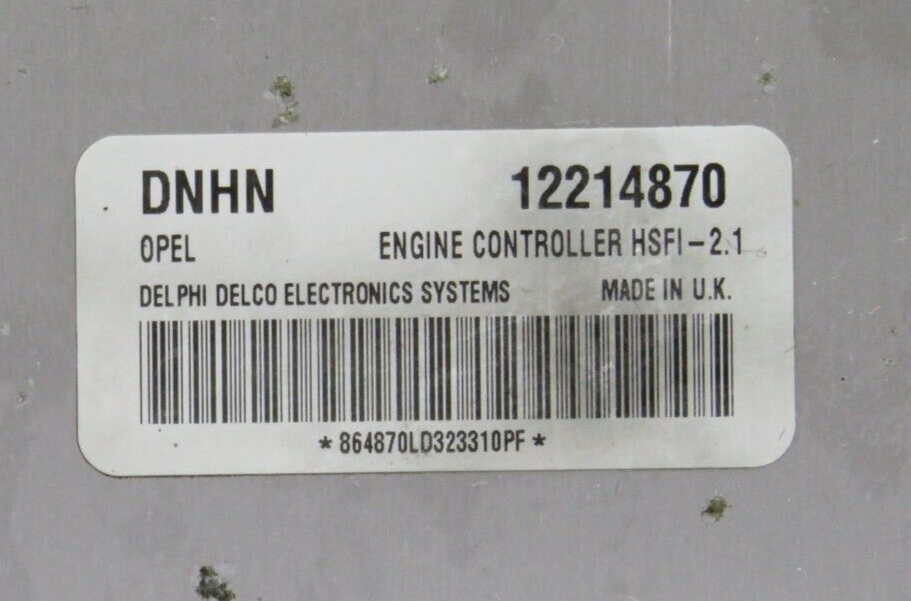 DNHN 12214870
OPEL ENGINE CONTROLLER HSFI-2.1
DELPHI DELCO ELECTRONICS SYSTEMS MADE IN U.K.
*864870LD323310PF*